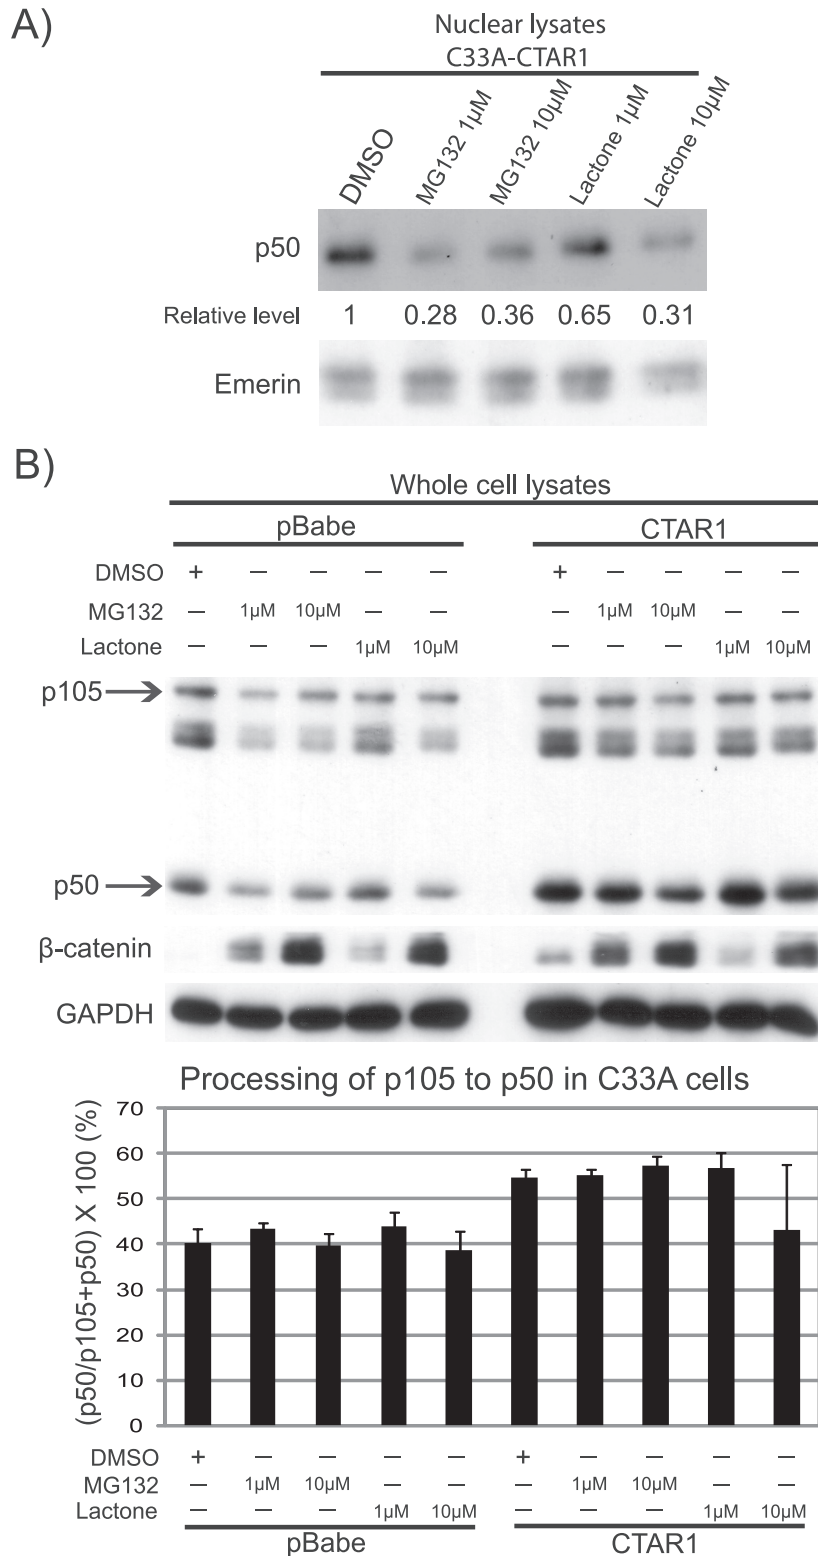 A)
Nuclear lysates
C33A-CTAR1
DMSO MG132 1µM MG132 10µM Lactone 1µM Lactone 10µM
p50
Relative level 1 0.28 0.36 0.65 0.31
Emerin
B)
Whole cell lysates
pBabe CTAR1
DMSO + – – – – + – – – –
MG132 – 1µM 10µM – – – 1µM 10µM – –
Lactone – – – 1µM 10µM – – – 1µM 10µM
p105
p50
β-catenin
GAPDH
Processing of p105 to p50 in C33A cells
(p50/p105+p50) X 100 (%)
70
60
50
40
30
20
10
0
DMSO + – – – – + – – – –
MG132 – 1µM 10µM – – – 1µM 10µM – –
Lactone – – – 1µM 10µM – – – 1µM 10µM
pBabe CTAR1